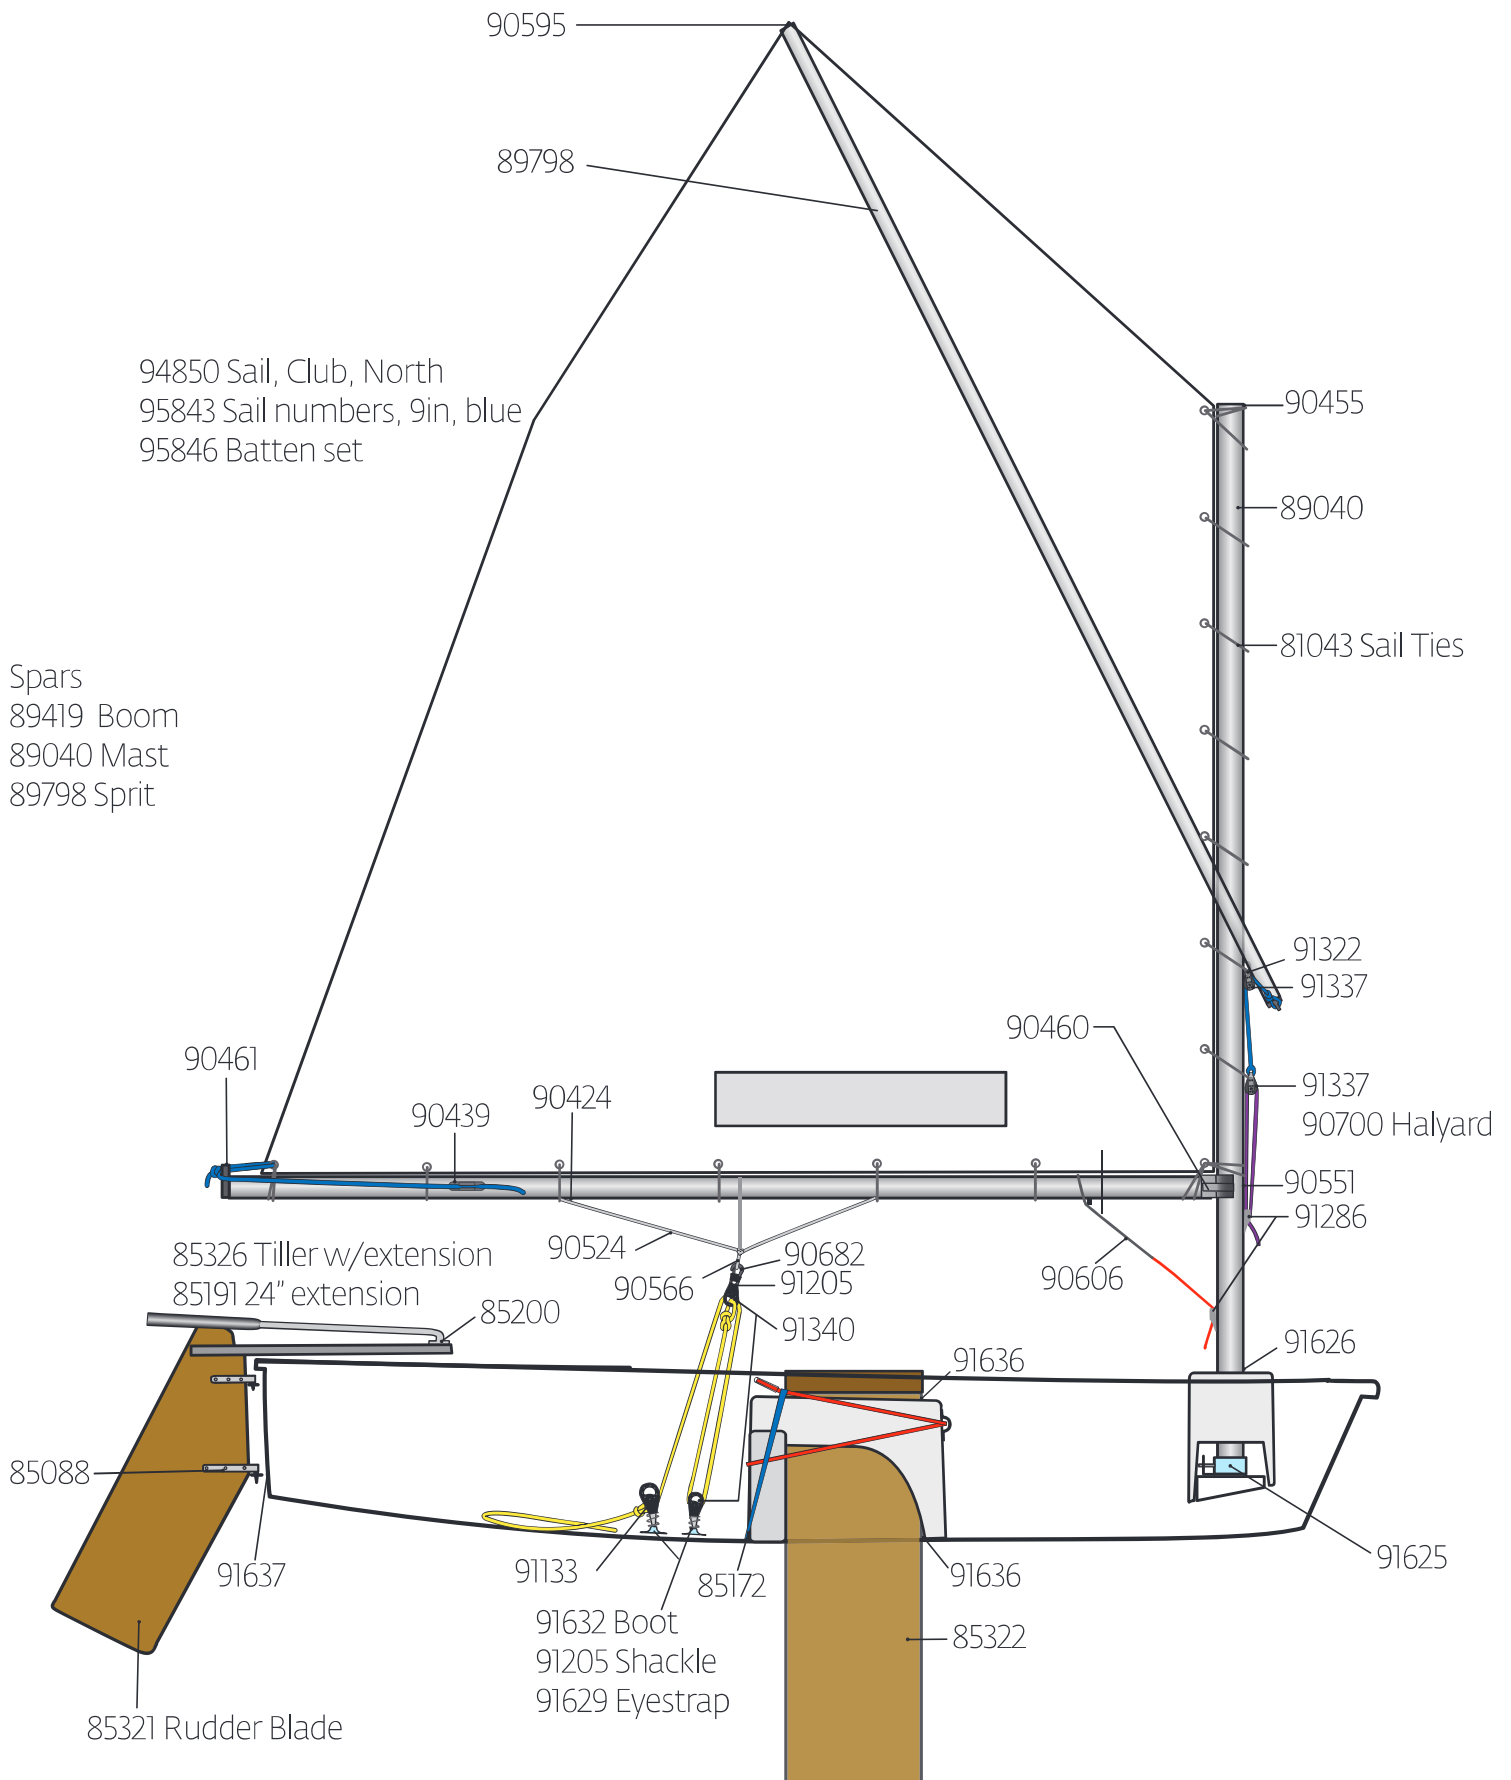 90595
89798
94850 Sail, Club, North
95843 Sail numbers, 9in, blue
95846 Batten set
90455
89040
81043 Sail Ties
Spars
89419 Boom
89040 Mast
89798 Sprit
91322
91337
90460
90461
90424
90439
91337
90700 Halyard
90551
91286
90524
90682
90566
91205
90606
85326 Tiller w/extension
85191 24" extension
85200
91340
91636
91626
85088
91637
91133
85172
91636
91625
91632 Boot
91205 Shackle
91629 Eyestrap
85322
85321 Rudder Blade